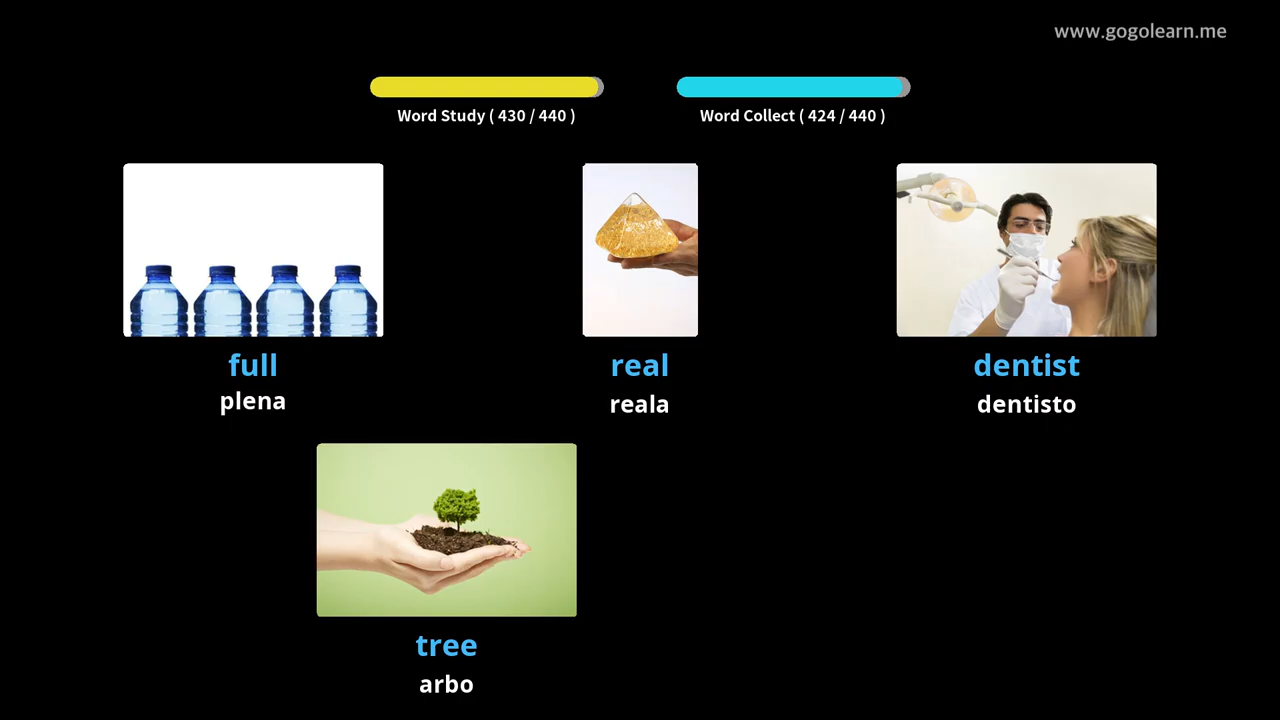 www.gogolearn.me
Word Study ( 430 / 440 )
Word Collect ( 424 / 440 )
full
plena
real
reala
dentist
dentisto
tree
arbo